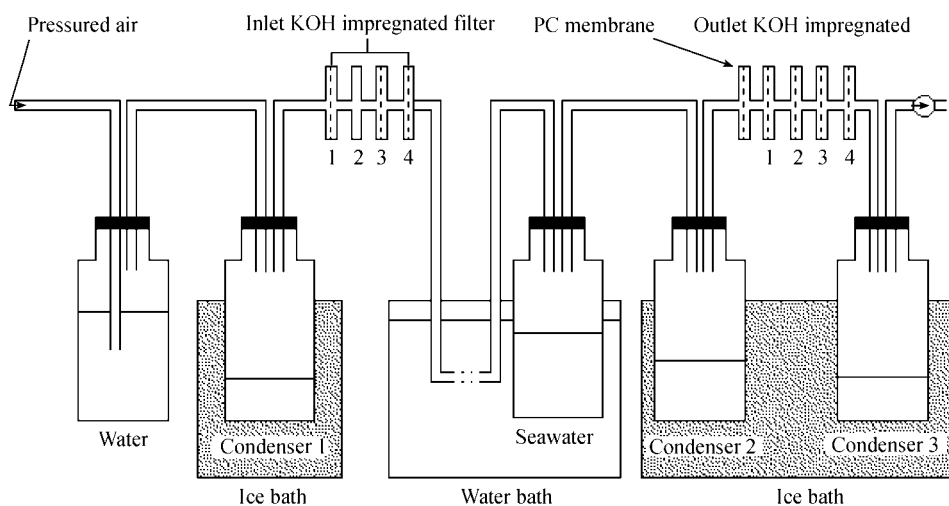 Pressured air
Inlet KOH impregnated filter
PC membrane
Outlet KOH impregnated
1 2 3 4
1 2 3 4
Water
Condenser 1
Seawater
Condenser 2
Condenser 3
Ice bath
Water bath
Ice bath